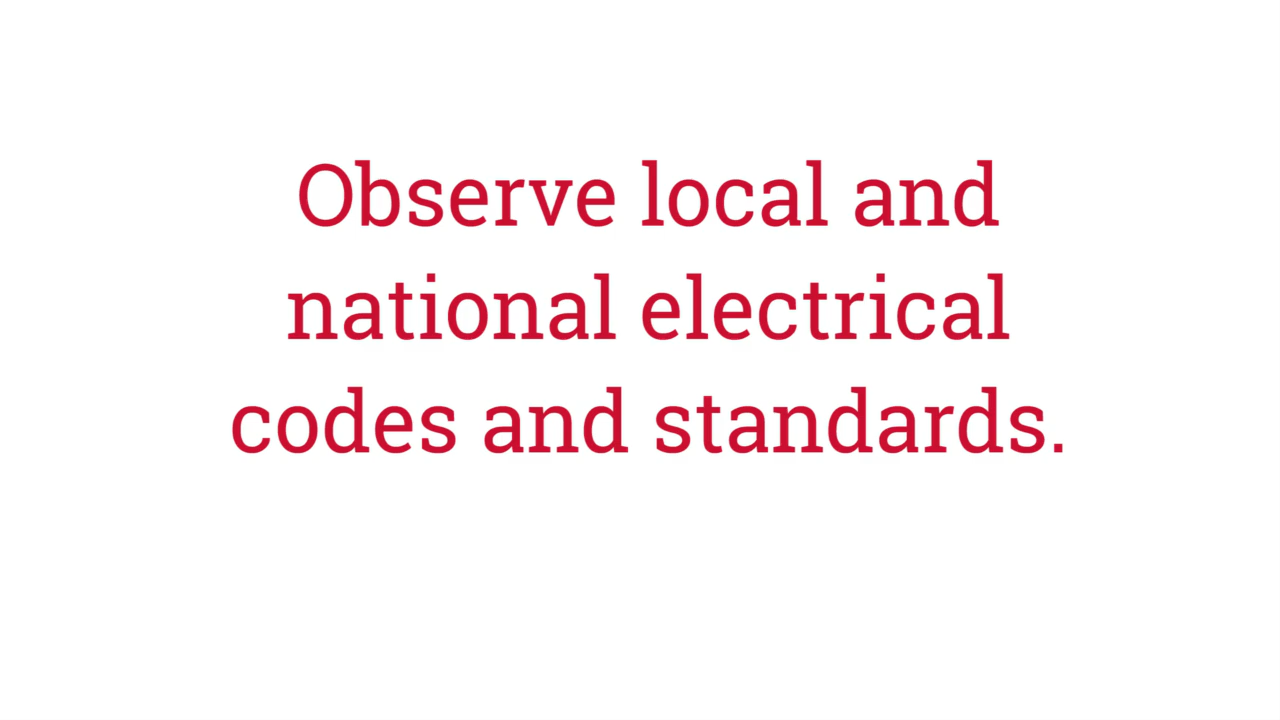 Observe local and
national electrical
codes and standards.